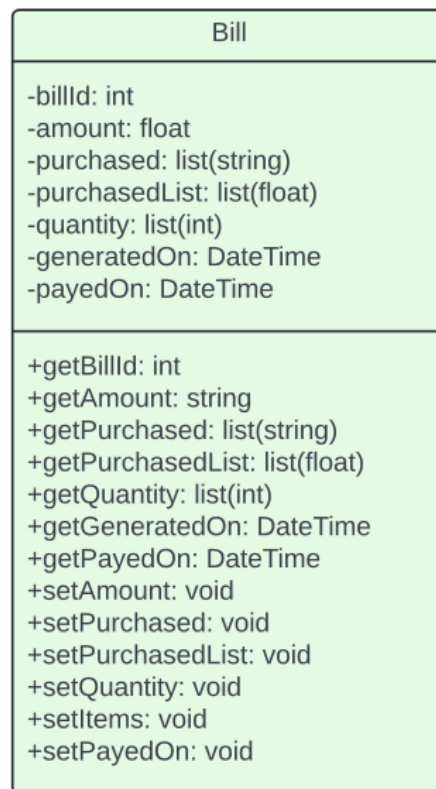 Bill
-billId: int
-amount: float
-purchased: list(string)
-purchasedList: list(float)
-quantity: list(int)
-generatedOn: DateTime
-payedOn: DateTime
+getBillId: int
+getAmount: string
+getPurchased: list(string)
+getPurchasedList: list(float)
+getQuantity: list(int)
+getGeneratedOn: DateTime
+getPayedOn: DateTime
+setAmount: void
+setPurchased: void
+setPurchasedList: void
+setQuantity: void
+setItems: void
+setPayedOn: void